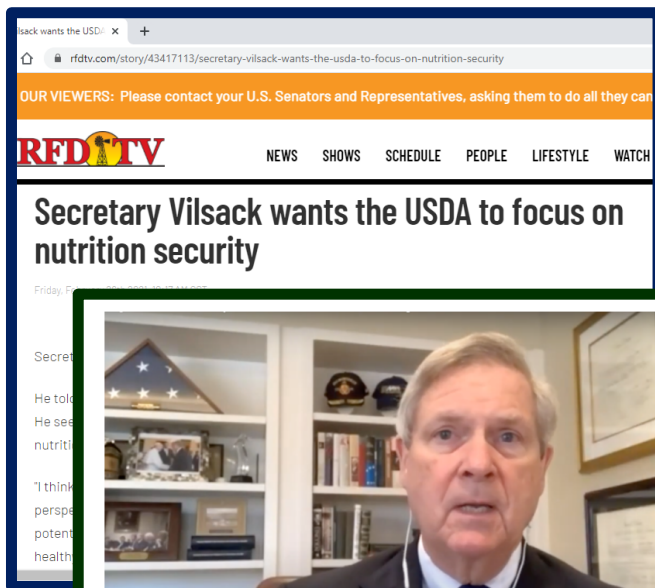 lsack wants the USDA
rfdtv.com/story/43417113/secretary-vilsack-wants-the-usda-to-focus-on-nutrition-security
OUR VIEWERS: Please contact your U.S. Senators and Representatives, asking them to do all they can
RFD TV
NEWS SHOWS SCHEDULE PEOPLE LIFESTYLE WATCH
Secretary Vilsack wants the USDA to focus on
nutrition security
Friday,
Secret
He told
He see
nutriti
"I think
perspe
potent
health